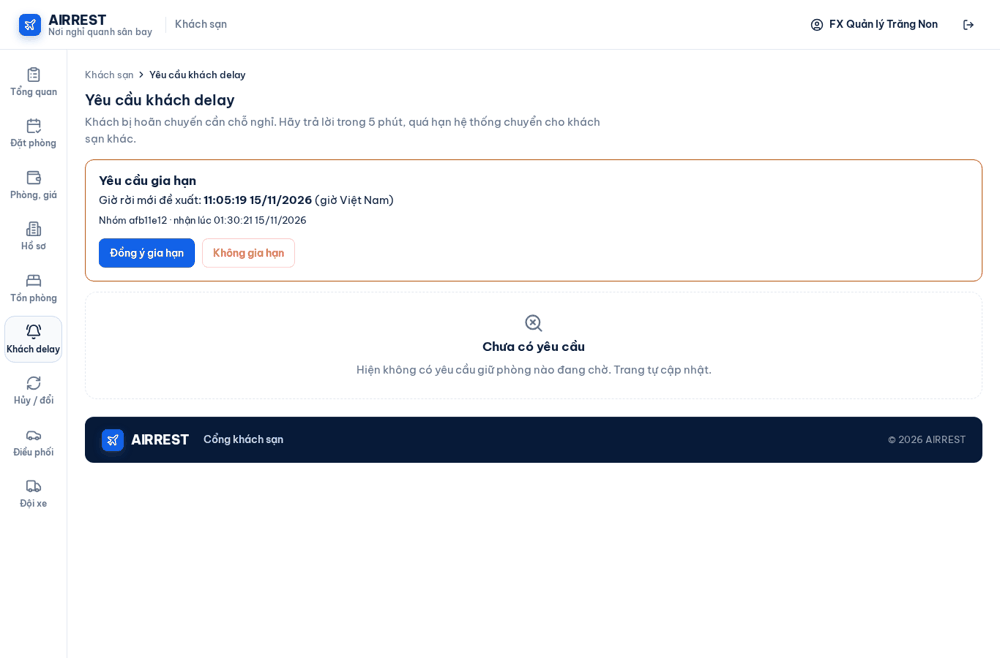 AIRREST
Nơi nghỉ quanh sân bay
Khách sạn
FX Quản lý Trăng Non
Tổng quan
Đặt phòng
Phòng, giá
Hồ sơ
Tồn phòng
Khách delay
Hủy / đổi
Điều phối
Đội xe
Khách sạn > Yêu cầu khách delay
Yêu cầu khách delay
Khách bị hoãn chuyến cần chỗ nghỉ. Hãy trả lời trong 5 phút, quá hạn hệ thống chuyển cho khách
sạn khác.
Yêu cầu gia hạn
Giờ rời mới đề xuất: 11:05:19 15/11/2026 (giờ Việt Nam)
Nhóm afb11e12 · nhận lúc 01:30:21 15/11/2026
Đồng ý gia hạn
Không gia hạn
Chưa có yêu cầu
Hiện không có yêu cầu giữ phòng nào đang chờ. Trang tự cập nhật.
AIRREST
Cổng khách sạn
© 2026 AIRREST